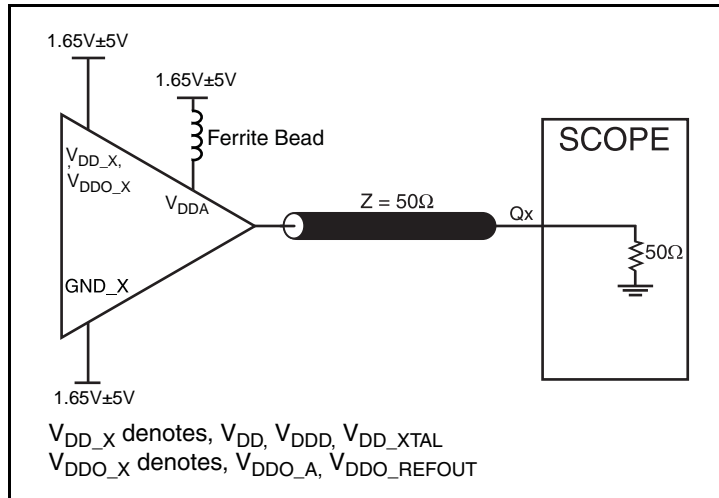 1.65V±5V
1.65V±5V
Ferrite Bead
SCOPE
,VDD_X,
VDDO_X
VDDA
Z = 50Ω
Qx
50Ω
GND_X
1.65V±5V
VDD_X denotes, VDD, VDDD, VDD_XTAL
VDDO_X denotes, VDDO_A, VDDO_REFOUT